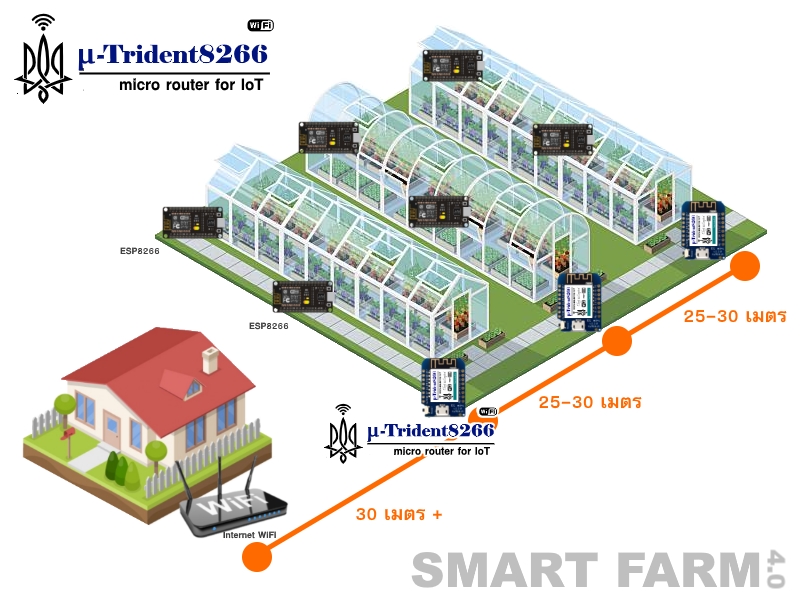 WiFi
µ-Trident8266
micro router for IoT
ESP8266
ESP8266
25-30 เมตร
25-30 เมตร
WiFi
µ-Trident8266
micro router for IoT
WiFi
Internet WIFI
30 เมตร +
SMART FARM 4.0